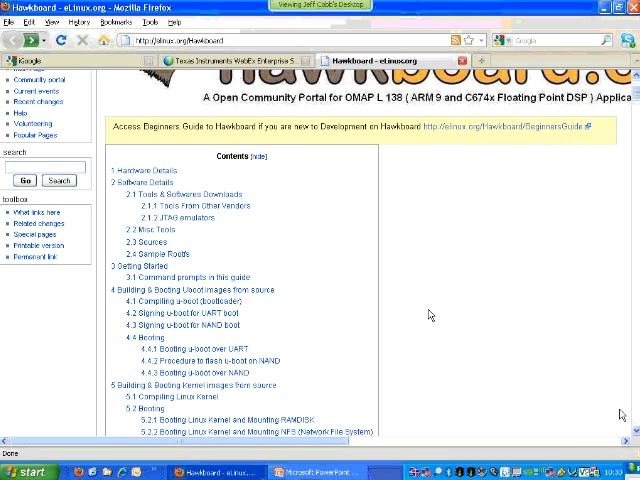 Viewing Jeff Cobb's Desktop
Hawkboard - eLinux.org - Mozilla Firefox
File Edit View History Bookmarks Tools Help
http://elinux.org/Hawkboard
Google
iGoogle
Texas Instruments WebEx Enterprise S...
Hawkboard - eLinux.org
A Open Community Portal for OMAP L 138 ( ARM 9 and C674x Floating Point DSP ) Applica
Community portal
Current events
Recent changes
Help
Volunteering
Popular Pages
search
Go Search
toolbox
What links here
Related changes
Special pages
Printable version
Permanent link
Access Beginners Guide to Hawkboard if you are new to Development on Hawkboard http://elinux.org/Hawkboard/BeginnersGuide
Contents [hide]
1 Hardware Details
2 Software Details
2.1 Tools & Softwares Downloads
2.1.1 Tools From Other Vendors
2.1.2 JTAG emulators
2.2 Misc Tools
2.3 Sources
2.4 Sample Rootfs
3 Getting Started
3.1 Command prompts in this guide
4 Building & Booting Uboot images from source
4.1 Compiling u-boot (bootloader)
4.2 Signing u-boot for UART boot
4.3 Signing u-boot for NAND boot
4.4 Booting
4.4.1 Booting u-boot over UART
4.4.2 Procedure to flash u-boot on NAND
4.4.3 Booting u-boot over NAND
5 Building & Booting Kernel images from source
5.1 Compiling Linux Kernel
5.2 Booting
5.2.1 Booting Linux Kernel and Mounting RAMDISK
5.2.2 Booting Linux Kernel and Mounting NFS (Network File System)
Done
start
Hawkboard - eLinux....
Microsoft PowerPoint ...
10:30